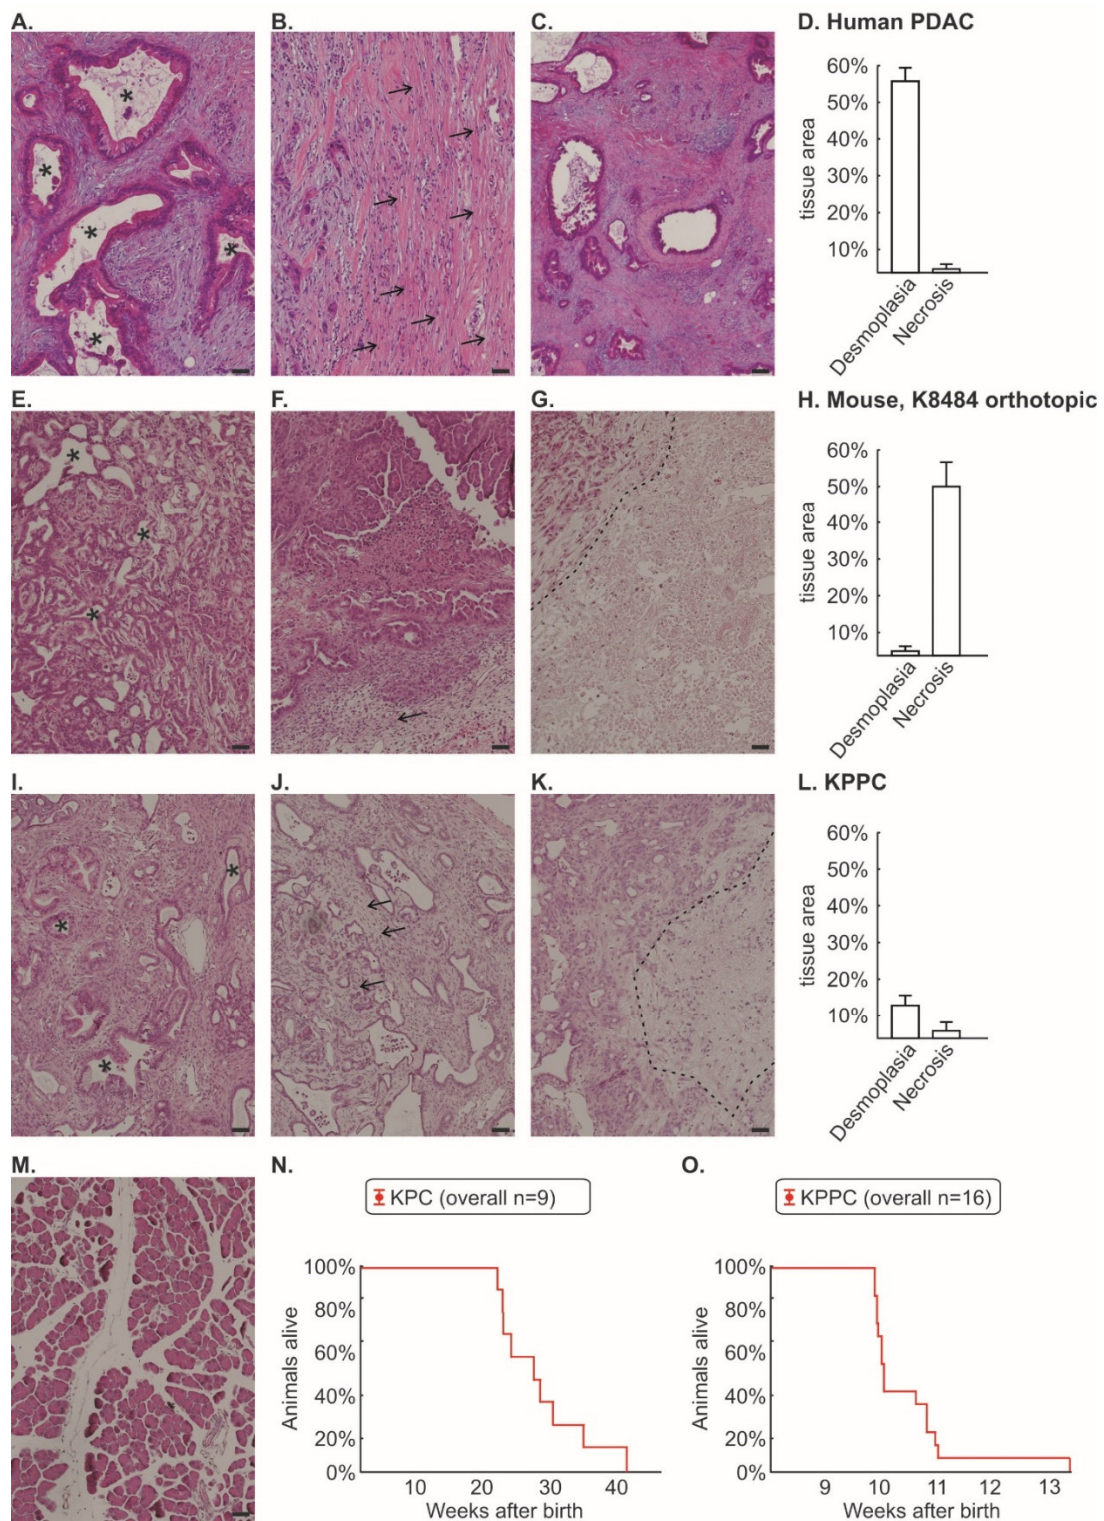 A.
B.
C.
D. Human PDAC
60%
50%
40%
30%
20%
10%
tissue area
Desmoplasia
Necrosis
E.
F.
G.
H. Mouse, K8484 orthotopic
60%
50%
40%
30%
20%
10%
tissue area
Desmoplasia
Necrosis
I.
J.
K.
L. KPPC
60%
50%
40%
30%
20%
10%
tissue area
Desmoplasia
Necrosis
M.
N.
KPC (overall n=9)
100%
80%
60%
40%
20%
0%
Animals alive
10 20 30 40
Weeks after birth
O.
KPPC (overall n=16)
100%
80%
60%
40%
20%
0%
Animals alive
9 10 11 12 13
Weeks after birth